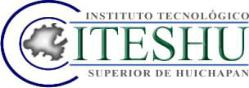 INSTITUTO TECNOLÓGICO
ITESHU
SUPERIOR DE HUICHAPAN